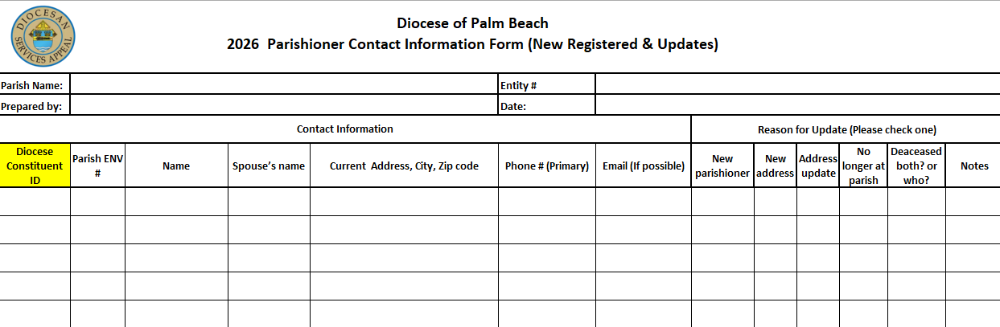 DIOCESAN
SERVICES APPEAL
Diocese of Palm Beach
2026 Parishioner Contact Information Form (New Registered & Updates)
Parish Name:
Entity #
Prepared by:
Date:
Contact Information
Reason for Update (Please check one)
Diocese
Constituent
ID
Parish ENV
#
Name
Spouse's name
Current Address, City, Zip code
Phone # (Primary)
Email (If possible)
New
parishioner
New
address
Address
update
No
longer at
parish
Deaceased
both? or
who?
Notes